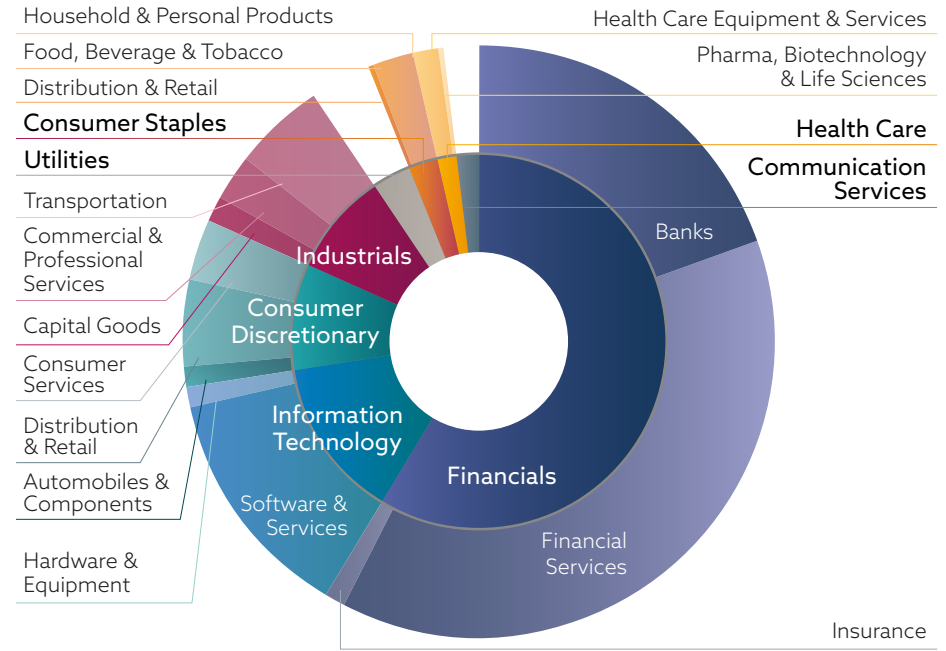 Household & Personal Products
Food, Beverage & Tobacco
Distribution & Retail
Consumer Staples
Utilities
Transportation
Commercial &
Professional
Services
Capital Goods
Consumer
Services
Distribution
& Retail
Automobiles &
Components
Hardware &
Equipment
Health Care Equipment & Services
Pharma, Biotechnology
& Life Sciences
Health Care
Communication
Services
Banks
Industrials
Consumer
Discretionary
Information
Technology
Financials
Software &
Services
Financial
Services
Insurance